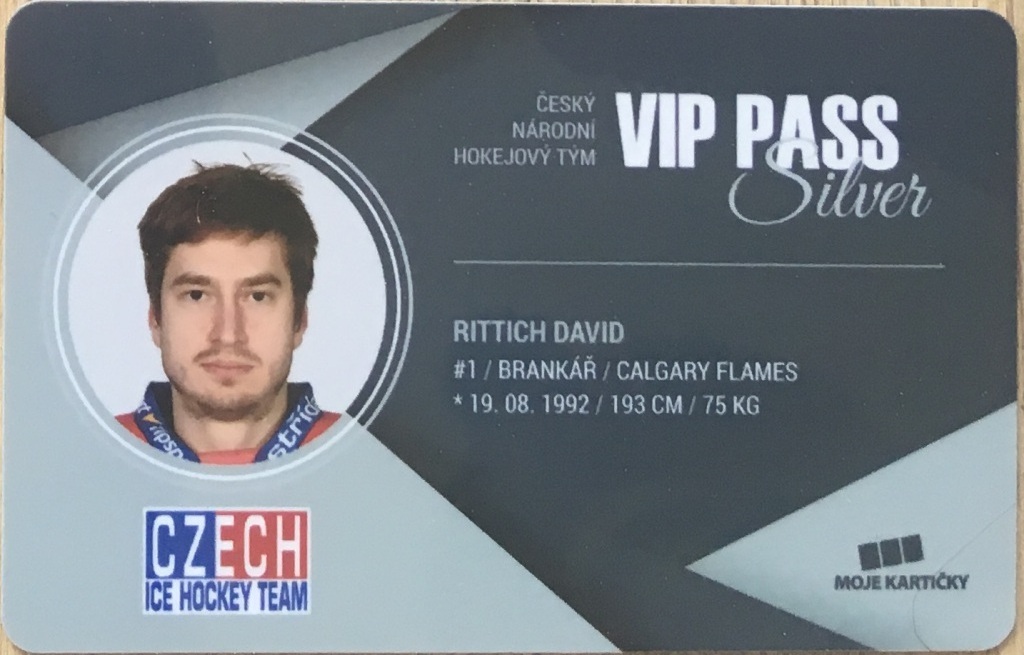 ČESKÝ
NÁRODNÍ
HOKEJOVÝ TÝM
VIP PASS
Silver
RITTICH DAVID
#1 / BRANKÁŘ / CALGARY FLAMES
* 19. 08. 1992 / 193 CM / 75 KG
CZECH
ICE HOCKEY TEAM
MOJE KARTIČKY